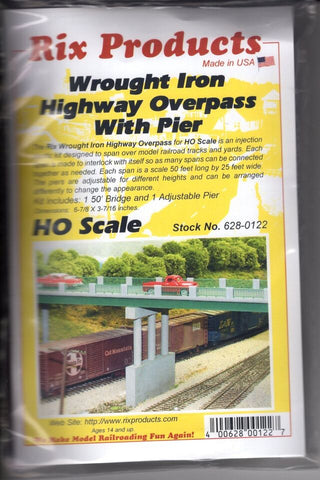 Rix Products
Made in USA
Wrought Iron
Highway Overpass
With Pier
The Rix Wrought Iron Highway Overpass for HO Scale is an injection
kit designed to span over model railroad tracks and yards. Each
made to interlock with itself so as many spans can be connected
together as needed. Each span is a scale 50 feet long by 25 feet wide.
The piers are adjustable for different heights and can be arranged
differently to change the appearance.
Kit includes: 1 50' Bridge and 1 Adjustable Pier
Dimensions: 5-7/8 X 3-7/16 inches
HO Scale
Stock No. 628-0122
Web Site: http://www.rixproducts.com
Ages 14 and up.
We Make Model Railroading Fun Again!
4 00628 00122 7